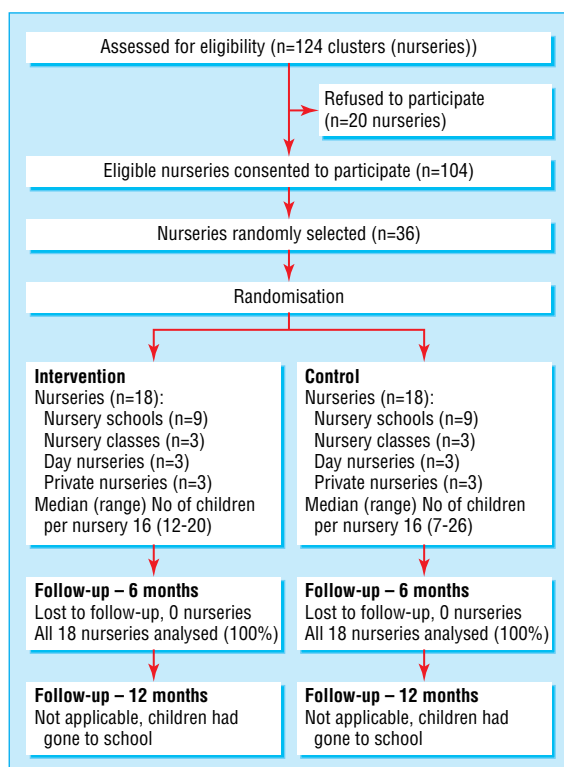 Assessed for eligibility (n=124 clusters (nurseries))
Refused to participate
(n=20 nurseries)
Eligible nurseries consented to participate (n=104)
Nurseries randomly selected (n=36)
Randomisation
Intervention
Nurseries (n=18):
Nursery schools (n=9)
Nursery classes (n=3)
Day nurseries (n=3)
Private nurseries (n=3)
Median (range) No of children
per nursery 16 (12-20)
Control
Nurseries (n=18):
Nursery schools (n=9)
Nursery classes (n=3)
Day nurseries (n=3)
Private nurseries (n=3)
Median (range) No of children
per nursery 16 (7-26)
Follow-up – 6 months
Lost to follow-up, 0 nurseries
All 18 nurseries analysed (100%)
Follow-up – 6 months
Lost to follow-up, 0 nurseries
All 18 nurseries analysed (100%)
Follow-up – 12 months
Not applicable, children had
gone to school
Follow-up – 12 months
Not applicable, children had
gone to school